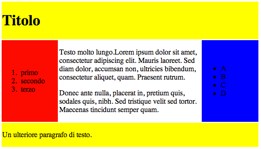 Titolo
1. primo
2. secondo
3. terzo
Testo molto lungo.Lorem ipsum dolor sit amet,
consectetur adipiscing elit. Mauris laoreet. Sed
diam dolor, accumsan non, ultricies bibendum,
consectetur aliquet, quam. Praesent rutrum.
Donec ante nulla, placerat in, pretium quis,
sodales quis, nibh. Sed tristique velit sed tortor.
Maecenas tincidunt semper quam.
A
B
C
D
Un ulteriore paragrafo di testo.